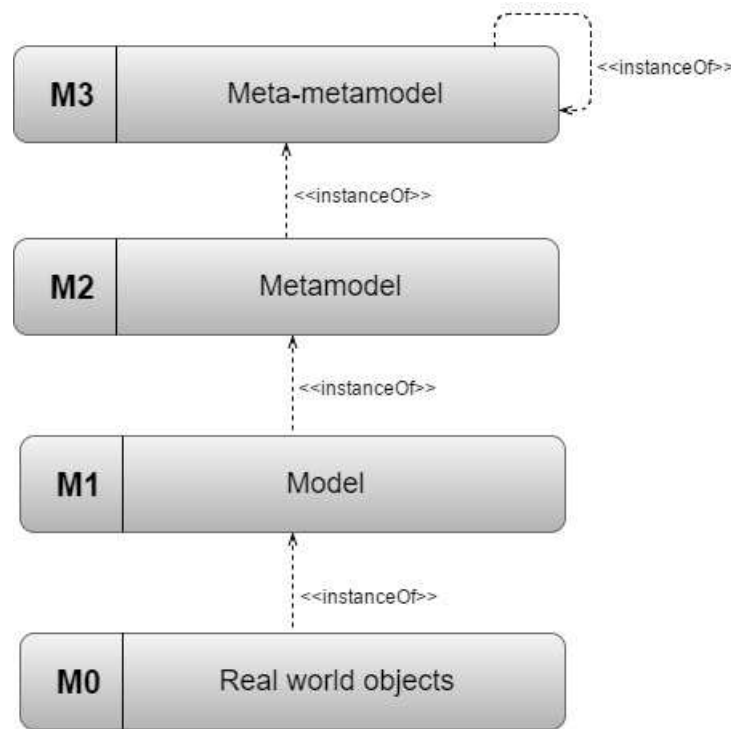 <<instanceOf>>
M3 Meta-metamodel
<<instanceOf>>
M2 Metamodel
<<instanceOf>>
M1 Model
<<instanceOf>>
M0 Real world objects